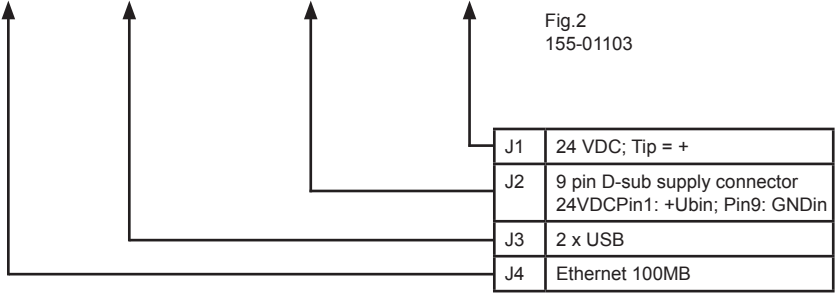 Fig.2
155-01103
J1 24 VDC; Tip = +
J2 9 pin D-sub supply connector
24VDCPin1: +Ubin; Pin9: GNDin
J3 2 x USB
J4 Ethernet 100MB